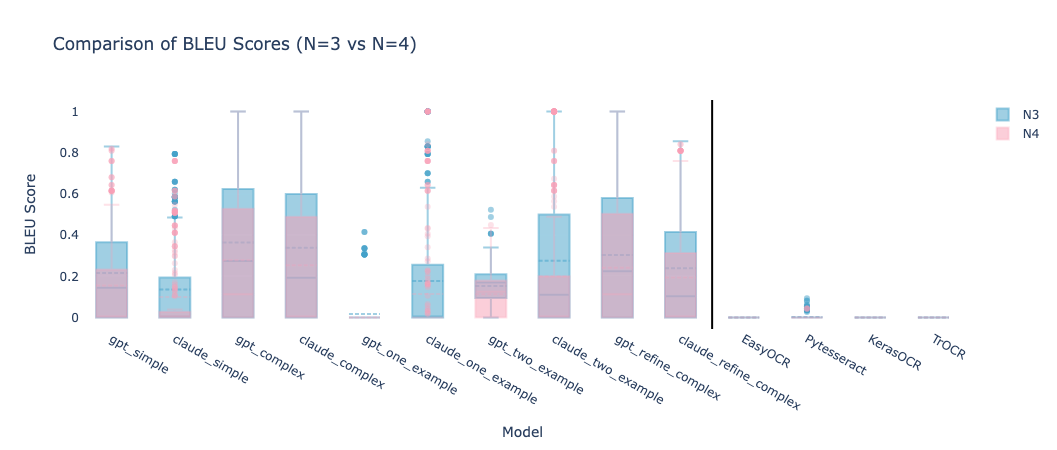 Comparison of BLEU Scores (N=3 vs N=4)
N3
N4
BLEU Score
1
0.8
0.6
0.4
0.2
0
gpt_simple
claude_simple
gpt_complex
claude_complex
gpt_one_example
claude_one_example
gpt_two_example
claude_two_example
gpt_refine_complex
claude_refine_complex
EasyOCR
Pytesseract
KerasOCR
TrOCR
Model